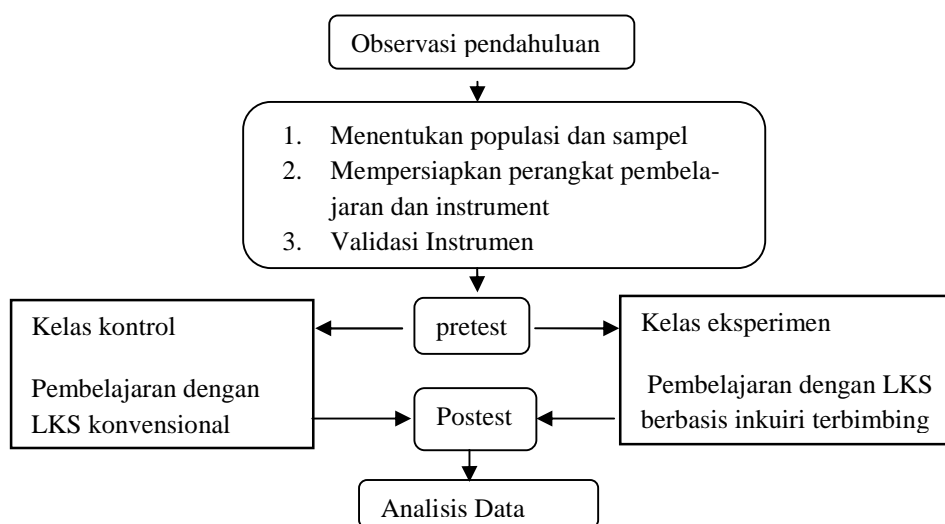 Observasi pendahuluan
1. Menentukan populasi dan sampel
2. Mempersiapkan perangkat pembela-
jaran dan instrument
3. Validasi Instrumen
Kelas kontrol
Pembelajaran dengan
LKS konvensional
pretest
Kelas eksperimen
Pembelajaran dengan LKS
berbasis inkuiri terbimbing
Postest
Analisis Data